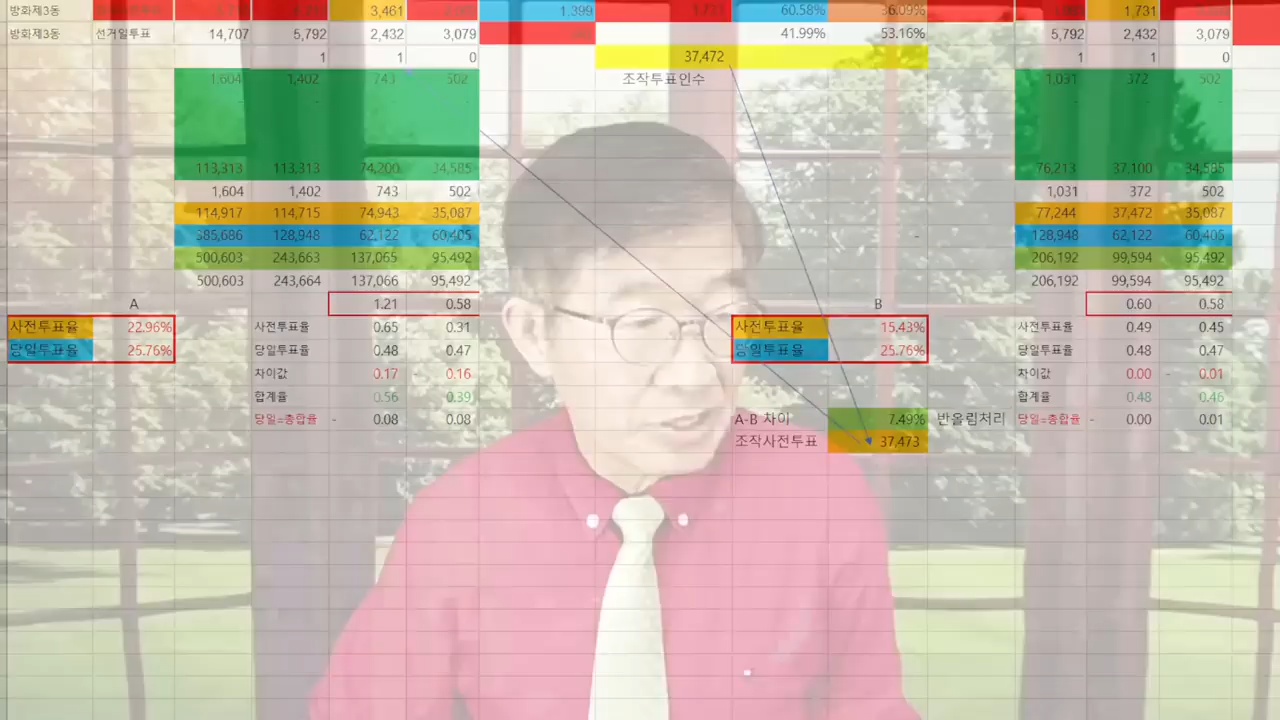 방화제3동 3,461 1,399 1,731 60.58% 36.09% 1,731
방화제3동 선거일투표 14,707 5,792 2,432 3,079 41.99% 53.16% 5,792 2,432 3,079
1 1 0 37,472 1 1 0
1,604 1,402 743 502 조작투표인수 1,031 372 502
- - - -
113,313 113,313 74,200 34,585 76,213 37,100 34,585
1,604 1,402 743 502 1,031 372 502
114,917 114,715 74,943 35,087 77,244 37,472 35,087
385,686 128,948 62,122 60,405 - 128,948 62,122 60,405
500,603 243,663 137,065 95,492 206,192 99,594 95,492
500,603 243,664 137,066 95,492 206,192 99,594 95,492
A 1.21 0.58 B 0.60 0.58
사전투표율 22.96% 사전투표율 0.65 0.31 사전투표율 15.43% 사전투표율 0.49 0.45
당일투표율 25.76% 당일투표율 0.48 0.47 당일투표율 25.76% 당일투표율 0.48 0.47
차이값 0.17 - 0.16 차이값 0.00 - 0.01
합계율 0.56 0.39 합계율 0.48 0.46
당일=총합율 - 0.08 0.08 A-B 차이 7.49% 반올림처리 당일=총합율 - 0.00 0.01
조작사전투표 37,473